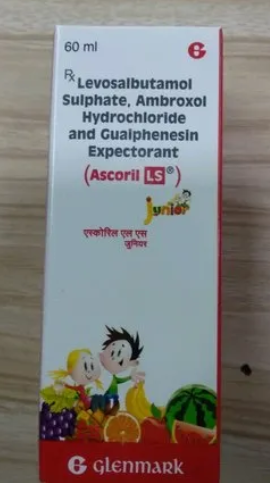 60 ml
Rx Levosalbutamol
Sulphate, Ambroxol
Hydrochloride
and Guaiphenesin
Expectorant
(Ascoril LS®)
Junior
एस्कोरिल एल एस
जुनियर
GLENMARK